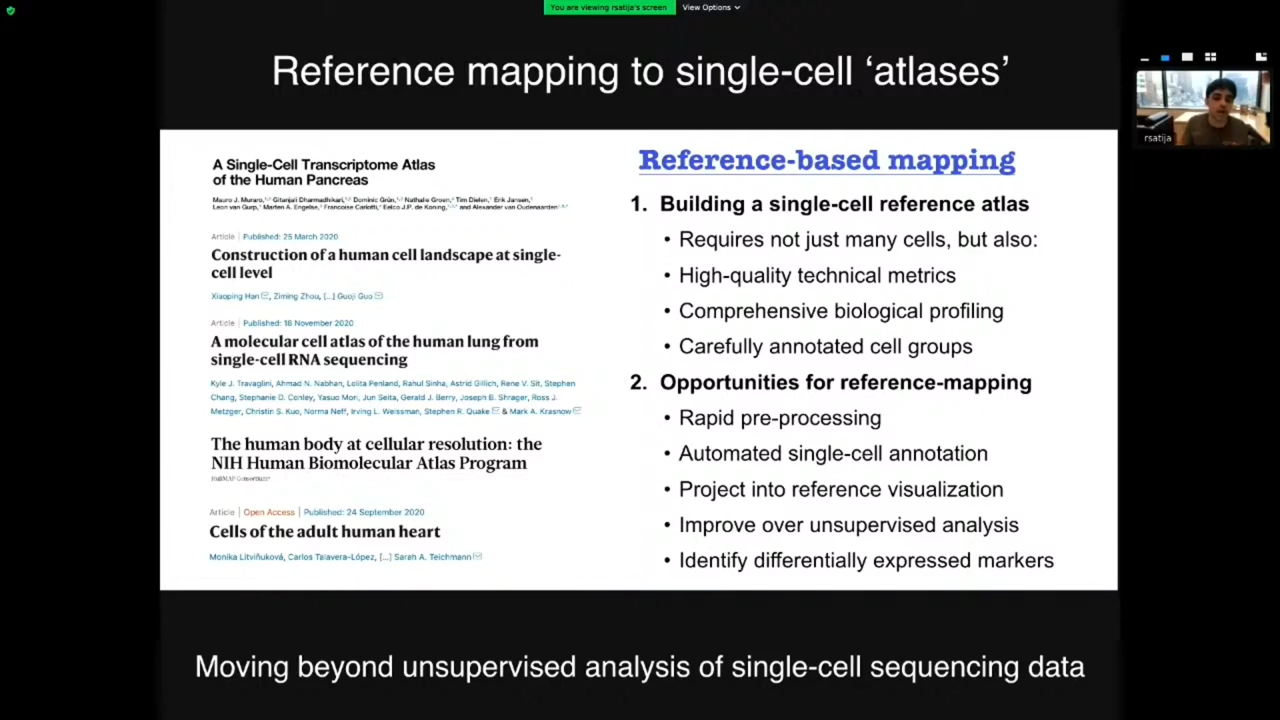 You are viewing rsatija's screen
View Options
Reference mapping to single-cell ‘atlases’
rsatija
A Single-Cell Transcriptome Atlas
of the Human Pancreas
Mauro J. Muraro, Gitanjali Dharmadhikari, Dominic Grün, Nathalie Groen, Tim Dielen, Erik Jansen,
Leon van Gurp, Marten A. Engelse, Francoise Carlotti, Eelco J.P. de Koning, and Alexander van Oudenaarden
Article | Published: 25 March 2020
Construction of a human cell landscape at single-
cell level
Xiaoping Han, Ziming Zhou, [...] Guoji Guo
Article | Published: 18 November 2020
A molecular cell atlas of the human lung from
single-cell RNA sequencing
Kyle J. Travaglini, Ahmad N. Nabhan, Lolita Penland, Rahul Sinha, Astrid Gillich, Rene V. Sit, Stephen
Chang, Stephanie D. Conley, Yasuo Mori, Jun Seita, Gerald J. Berry, Joseph B. Shrager, Ross J.
Metzger, Christin S. Kuo, Norma Neff, Irving L. Weissman, Stephen R. Quake & Mark A. Krasnow
The human body at cellular resolution: the
NIH Human Biomolecular Atlas Program
HuBMAP Consortium*
Article | Open Access | Published: 24 September 2020
Cells of the adult human heart
Monika Litviňuková, Carlos Talavera-López, [...] Sarah A. Teichmann
Reference-based mapping
1. Building a single-cell reference atlas
• Requires not just many cells, but also:
• High-quality technical metrics
• Comprehensive biological profiling
• Carefully annotated cell groups
2. Opportunities for reference-mapping
• Rapid pre-processing
• Automated single-cell annotation
• Project into reference visualization
• Improve over unsupervised analysis
• Identify differentially expressed markers
Moving beyond unsupervised analysis of single-cell sequencing data